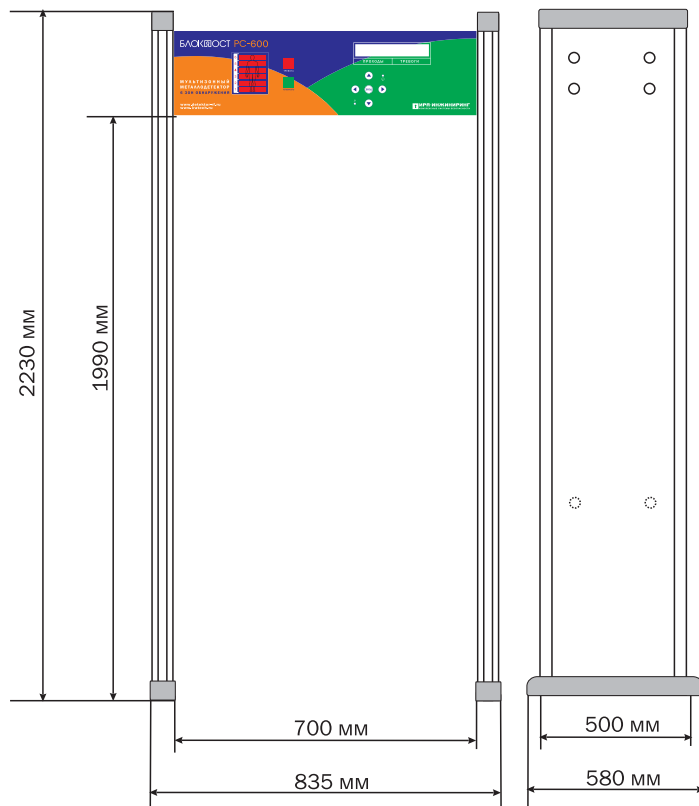 БЛОКПОСТ PC-600
ПРОХОДЫ ТРЕВОГИ
МУЛЬТИЗОННЫЙ
МЕТАЛЛОДЕТЕКТОР
ИРА-ИНЖИНИРИНГ
2230 мм
1990 мм
700 мм
835 мм
500 мм
580 мм